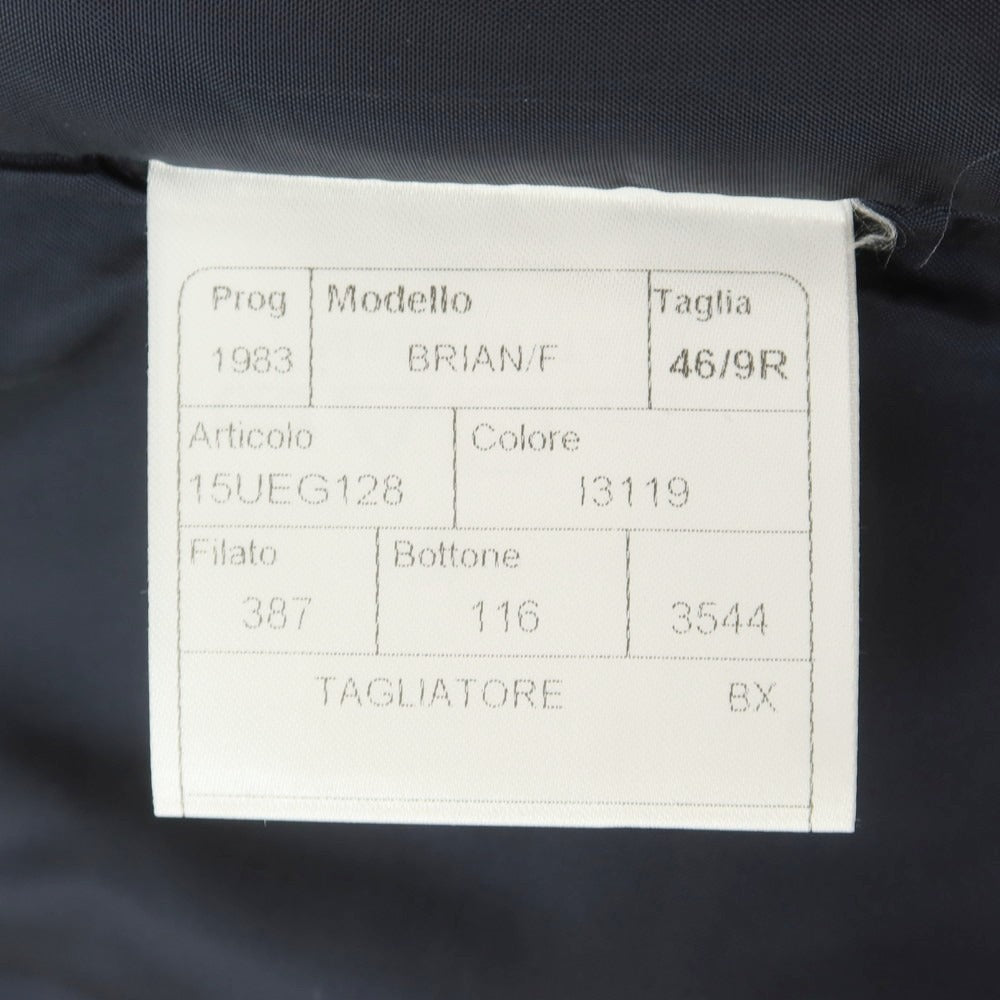 Prog Modello Taglia
1983 BRIAN/F 46/9R
Articolo Colore
15UEG128 I3119
Filato Bottone
387 116 3544
TAGLIATORE BX